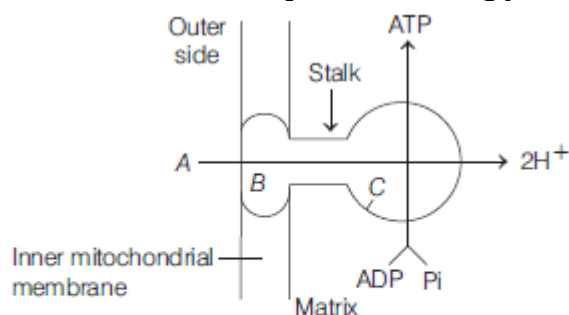 Outer
side
ATP
Stalk
A
B
C
2H+
Inner mitochondrial
membrane
ADP Pi
Matrix